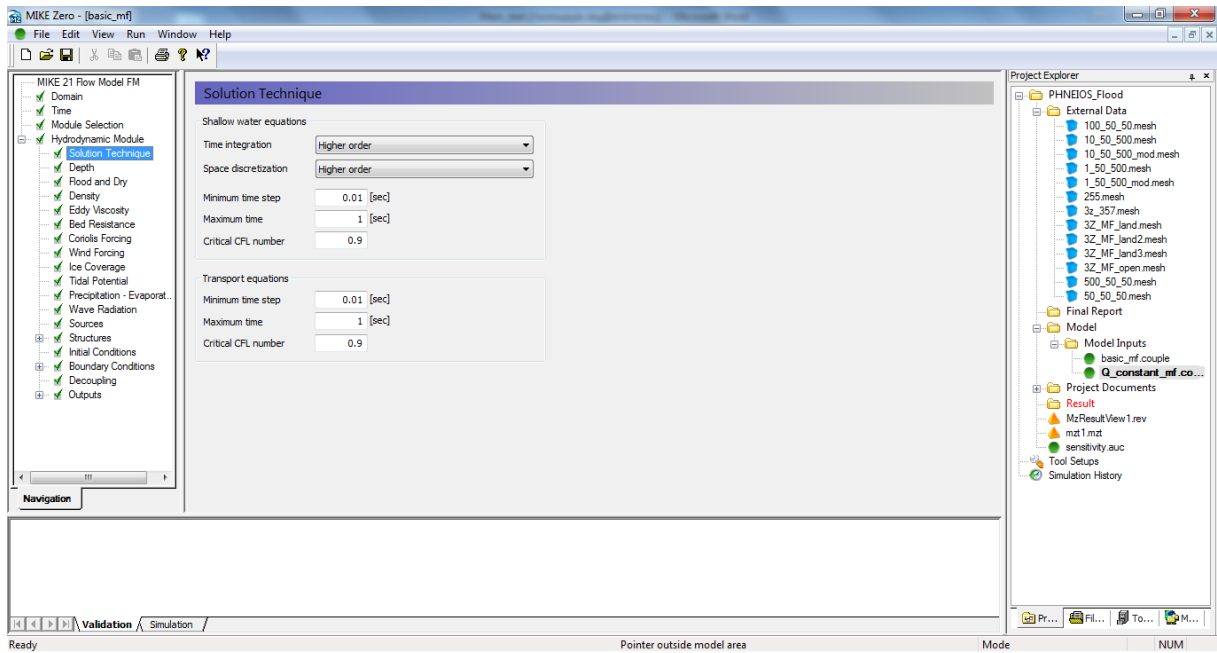 MIKE Zero - [basic_mf]
File Edit View Run Window Help
MIKE 21 Flow Model FM
Domain
Time
Module Selection
Hydrodynamic Module
Solution Technique
Depth
Flood and Dry
Density
Eddy Viscosity
Bed Resistance
Coriolis Forcing
Wind Forcing
Ice Coverage
Tidal Potential
Precipitation - Evaporat..
Wave Radiation
Sources
Structures
Initial Conditions
Boundary Conditions
Decoupling
Outputs
Navigation
Solution Technique
Shallow water equations
Time integration Higher order
Space discretization Higher order
Minimum time step 0.01 [sec]
Maximum time 1 [sec]
Critical CFL number 0.9
Transport equations
Minimum time step 0.01 [sec]
Maximum time 1 [sec]
Critical CFL number 0.9
Project Explorer
PHNEIOS_Flood
External Data
100_50_50.mesh
10_50_500.mesh
10_50_500_mod.mesh
1_50_500.mesh
1_50_500_mod.mesh
255.mesh
3z_357.mesh
3Z_MF_land.mesh
3Z_MF_land2.mesh
3Z_MF_land3.mesh
3Z_MF_open.mesh
500_50_50.mesh
50_50_50.mesh
Final Report
Model
Model Inputs
basic_mf.couple
Q_constant_mf.co...
Project Documents
Result
MzResultView1.rev
mzt1.mzt
sensitivity.auc
Tool Setups
Simulation History
Validation Simulation
Pr... Fil... To... M...
Ready Pointer outside model area Mode NUM